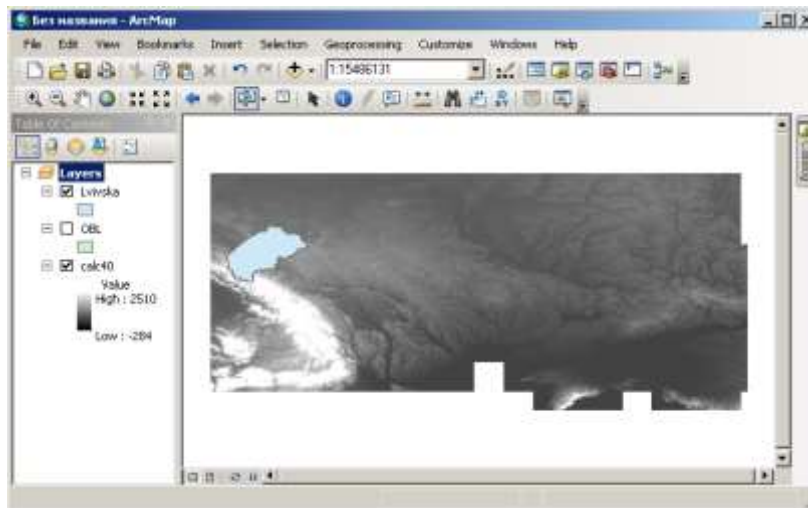 Без названия - ArcMap
File Edit View Bookmarks Insert Selection Geoprocessing Customize Windows Help
1:15486131
Table Of
Layers
Lvivska
OBL
calc40
Value
High : 2510
Low : -284